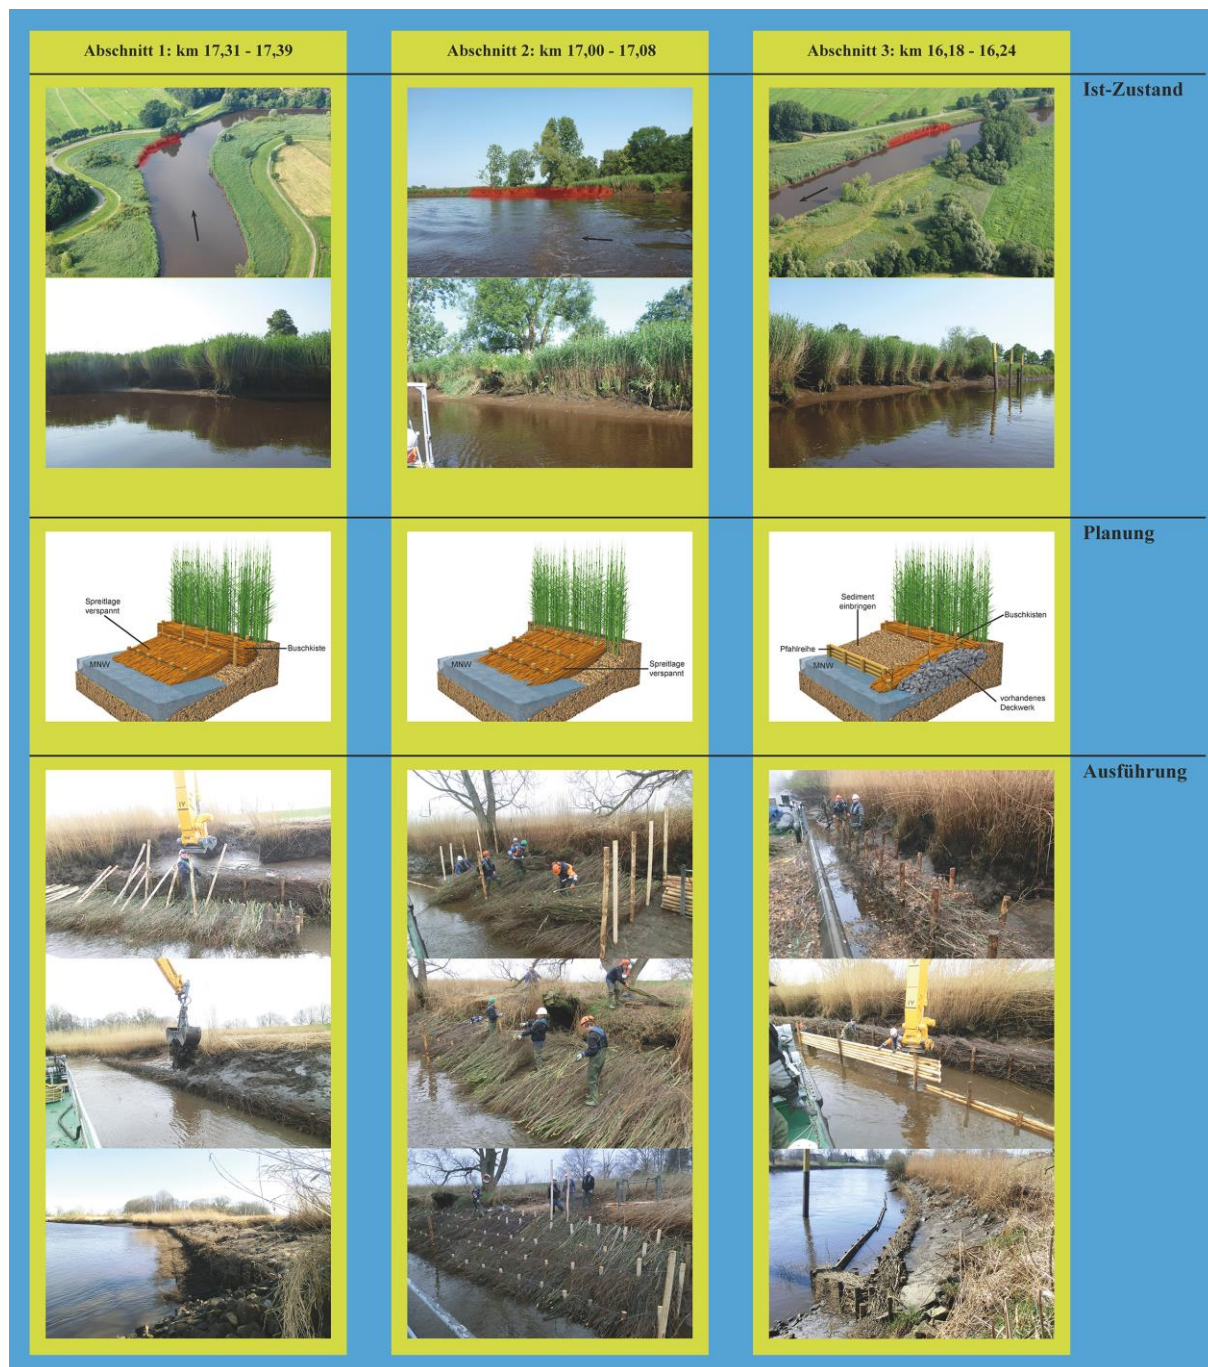 Abschnitt 1: km 17,31 - 17,39
Abschnitt 2: km 17,00 - 17,08
Abschnitt 3: km 16,18 - 16,24
Ist-Zustand
Planung
Spreitlage
verspannt
Buschkiste
MNW
MNW
Spreitlage
verspannt
Sediment
einbringen
Buschkisten
Pfahlreihe
MNW
vorhandenes
Deckwerk
Ausführung